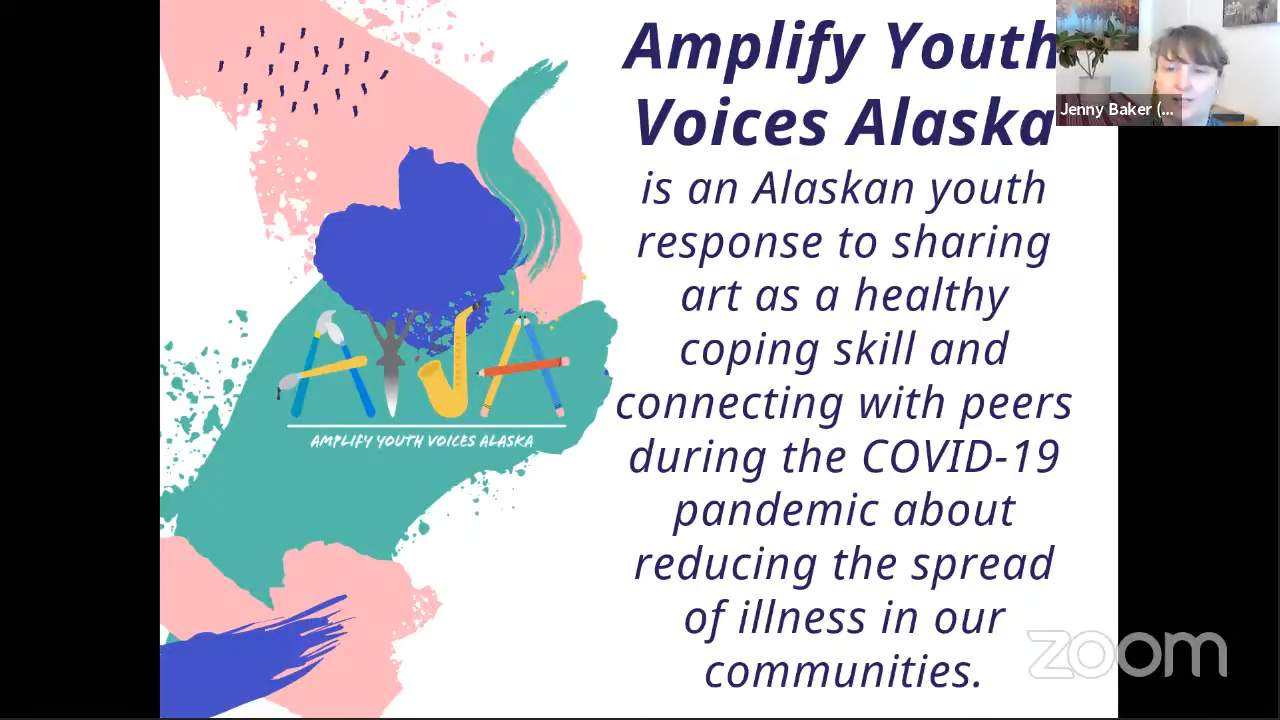 Amplify Youth
Voices Alaska
is an Alaskan youth
response to sharing
art as a healthy
coping skill and
connecting with peers
during the COVID-19
pandemic about
reducing the spread
of illness in our
communities.
AYVA
AMPLIFY YOUTH VOICES ALASKA
Jenny Baker (...
zoom